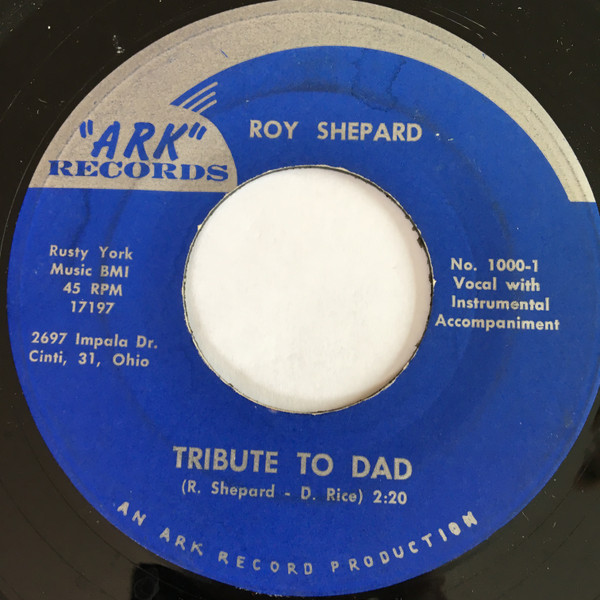 "ARK"
RECORDS
ROY SHEPARD
Rusty York
Music BMI
45 RPM
17197
2697 Impala Dr.
Cinti, 31, Ohio
No. 1000-1
Vocal with
Instrumental
Accompaniment
TRIBUTE TO DAD
(R. Shepard - D. Rice) 2:20
AN ARK RECORD PRODUCTION